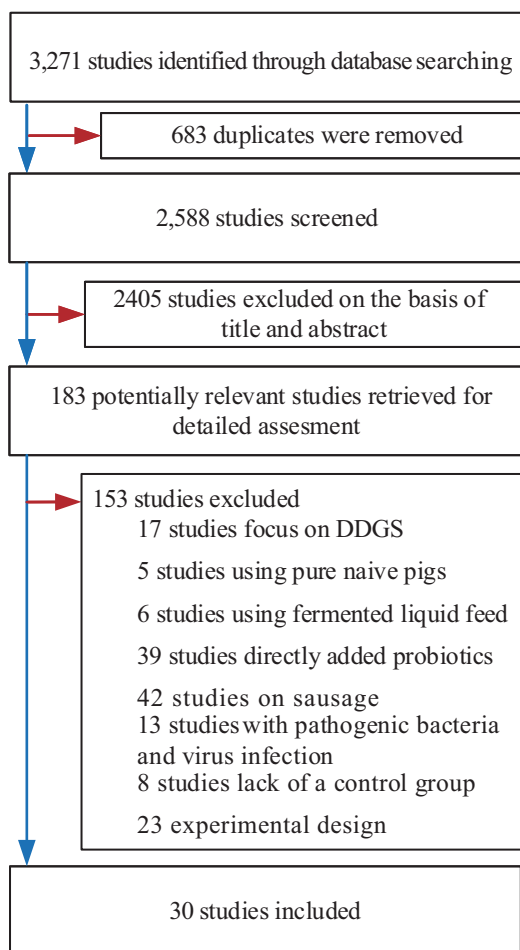 3,271 studies identified through database searching
683 duplicates were removed
2,588 studies screened
2405 studies excluded on the basis of
title and abstract
183 potentially relevant studies retrieved for
detailed assesment
153 studies excluded
17 studies focus on DDGS
5 studies using pure naive pigs
6 studies using fermented liquid feed
39 studies directly added probiotics
42 studies on sausage
13 studies with pathogenic bacteria
and virus infection
8 studies lack of a control group
23 experimental design
30 studies included